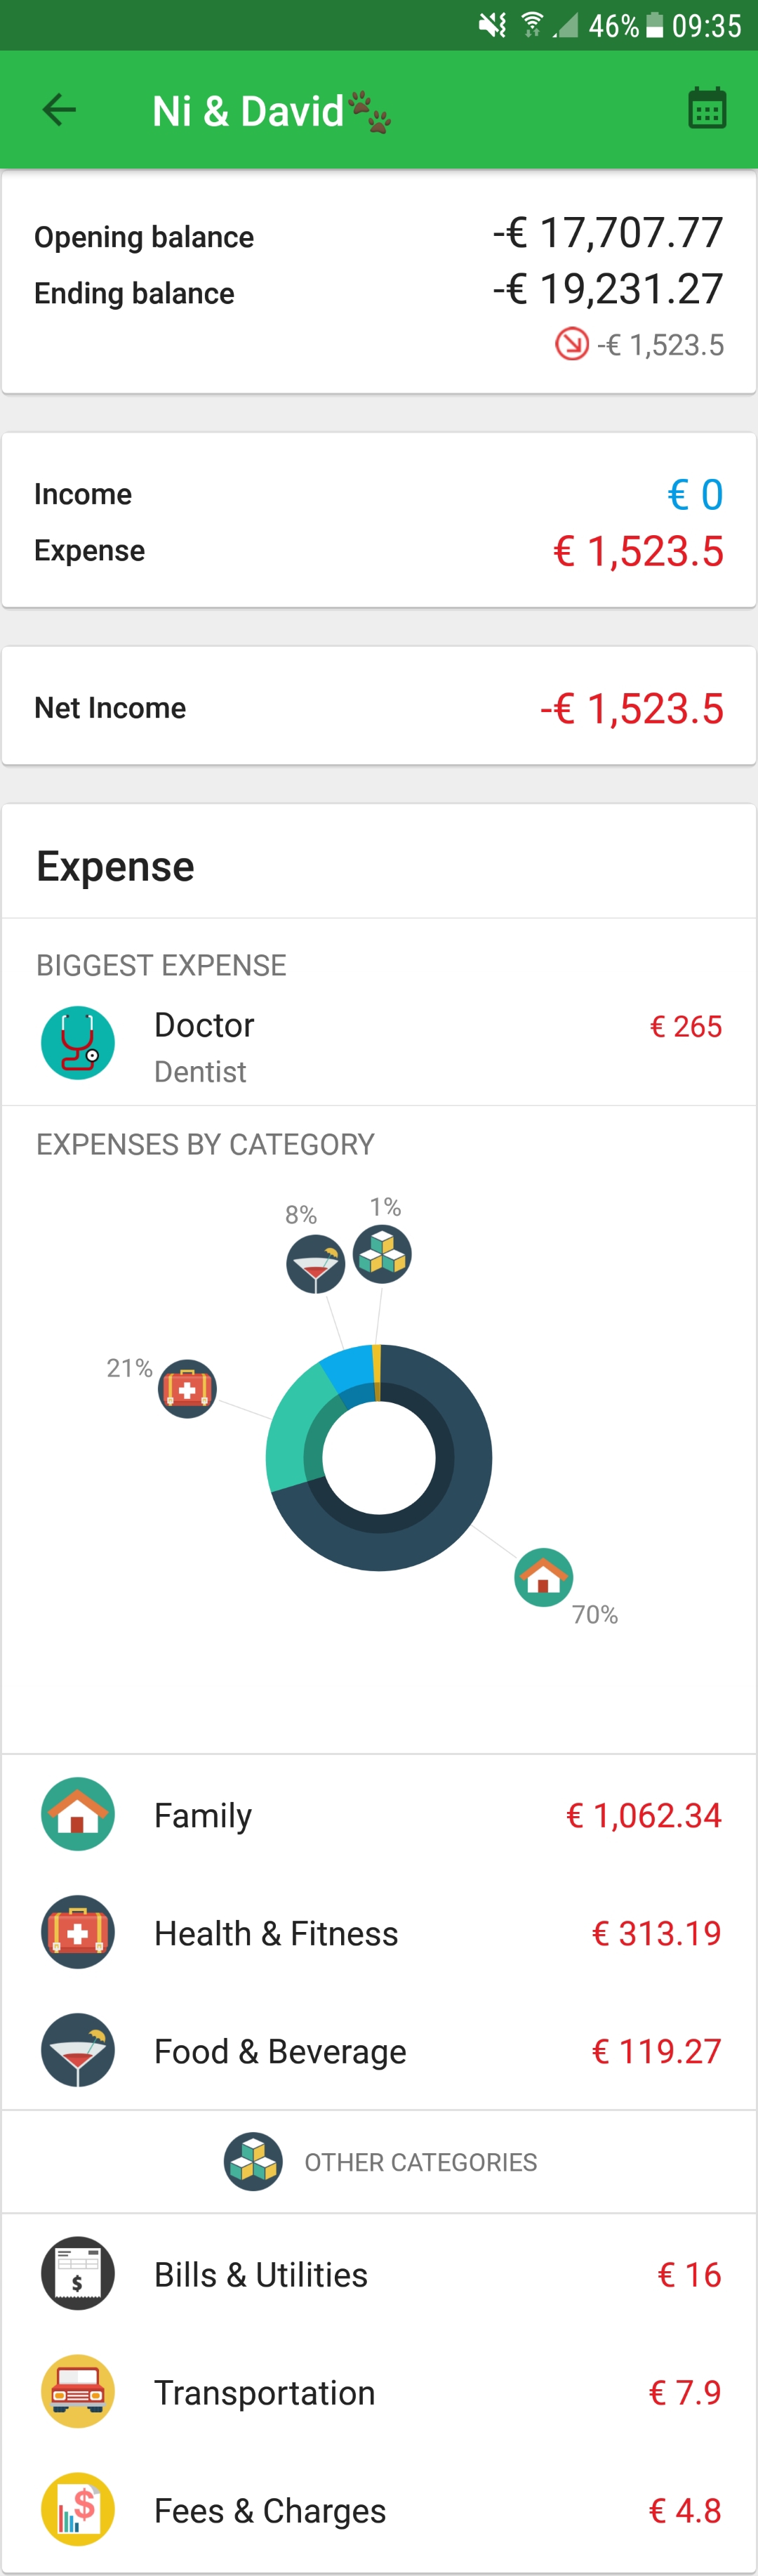 46% 09:35
Ni & David🐾
Opening balance -€ 17,707.77
Ending balance -€ 19,231.27
-€ 1,523.5
Income € 0
Expense € 1,523.5
Net Income -€ 1,523.5
Expense
BIGGEST EXPENSE
Doctor € 265
Dentist
EXPENSES BY CATEGORY
8% 1%
21%
70%
Family € 1,062.34
Health & Fitness € 313.19
Food & Beverage € 119.27
OTHER CATEGORIES
$ Bills & Utilities € 16
Transportation € 7.9
$ Fees & Charges € 4.8